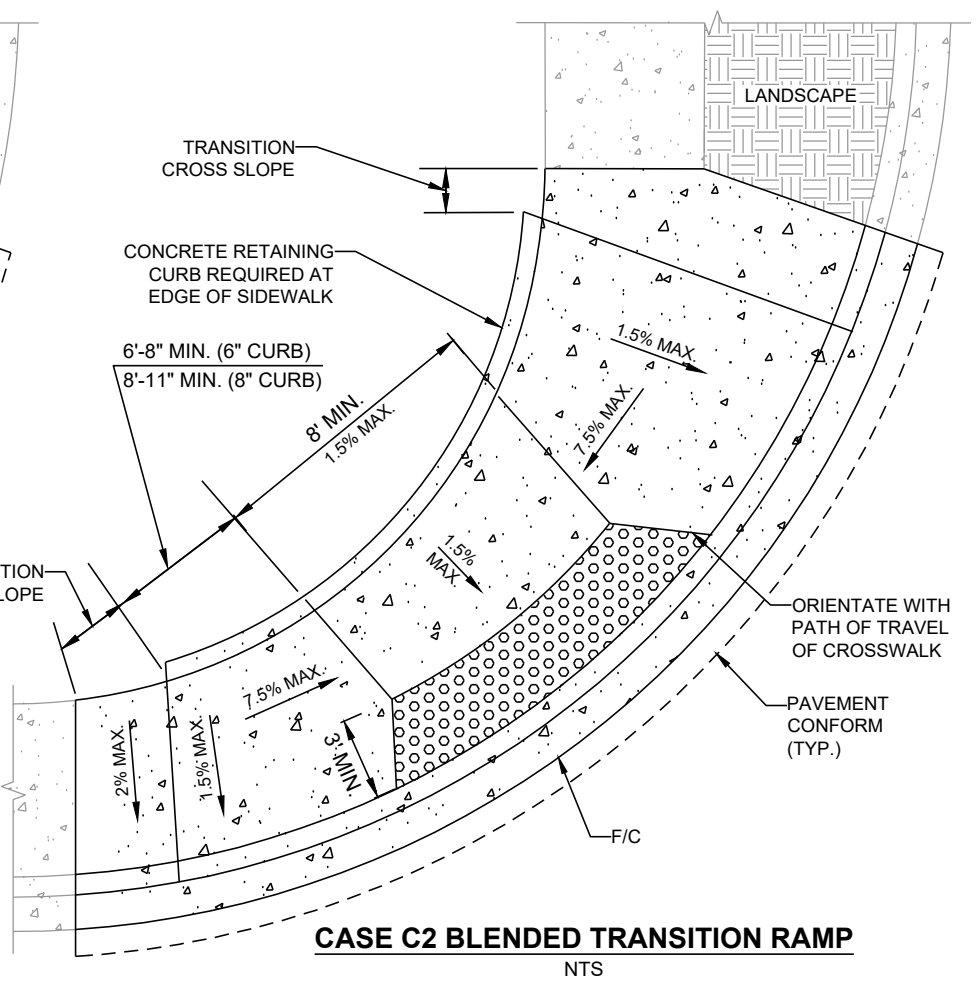 LANDSCAPE
TRANSITION
CROSS SLOPE
CONCRETE RETAINING
CURB REQUIRED AT
EDGE OF SIDEWALK
6'-8" MIN. (6" CURB)
8'-11" MIN. (8" CURB)
8' MIN.
1.5% MAX.
1.5% MAX.
7.5% MAX.
1.5%
MAX.
TION
LOPE
7.5% MAX.
2% MAX.
1.5% MAX.
3' MIN.
ORIENTATE WITH
PATH OF TRAVEL
OF CROSSWALK
PAVEMENT
CONFORM
(TYP.)
F/C
CASE C2 BLENDED TRANSITION RAMP
NTS